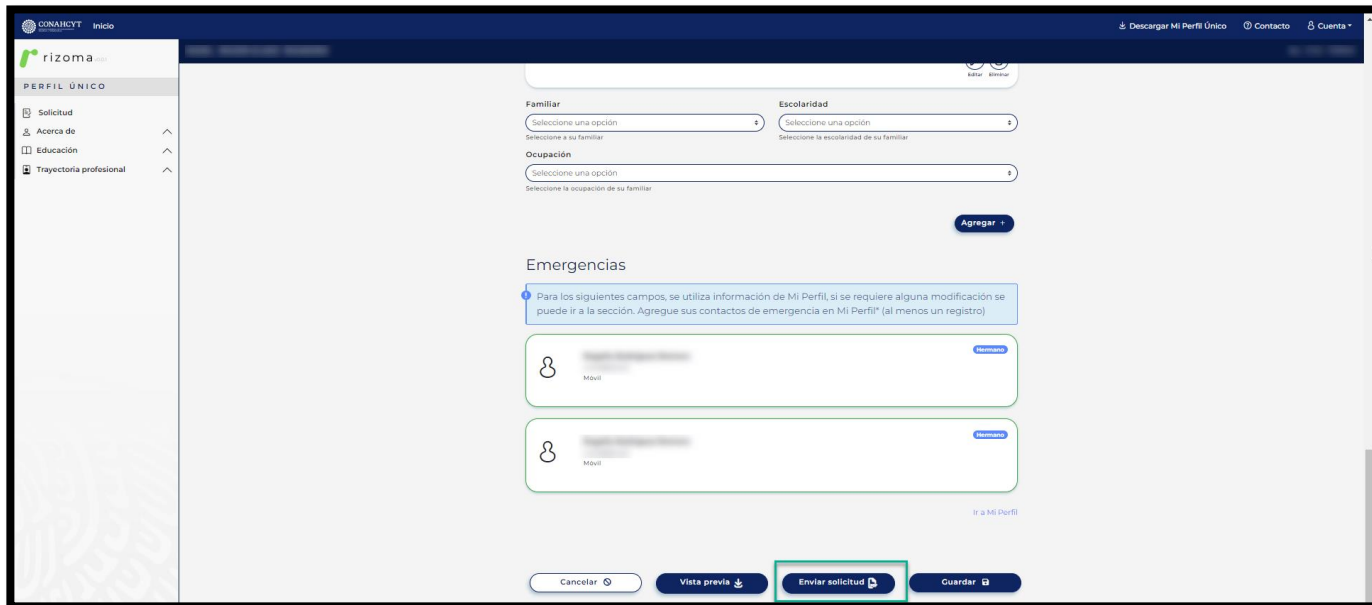 CONAHCYT Inicio
Descargar Mi Perfil Único Contacto Cuenta
rizoma
PERFIL ÚNICO
Solicitud
Acerca de
Educación
Trayectoria profesional
Editar Eliminar
Familiar Escolaridad
Seleccione una opción Seleccione una opción
Seleccione a su familiar Seleccione la escolaridad de su familiar
Ocupación
Seleccione una opción
Seleccione la ocupación de su familiar
Agregar +
Emergencias
Para los siguientes campos, se utiliza información de Mi Perfil, si se requiere alguna modificación se
puede ir a la sección. Agregue sus contactos de emergencia en Mi Perfil* (al menos un registro)
Hermano
Móvil
Hermano
Móvil
Ir a Mi Perfil
Cancelar Vista previa Enviar solicitud Guardar